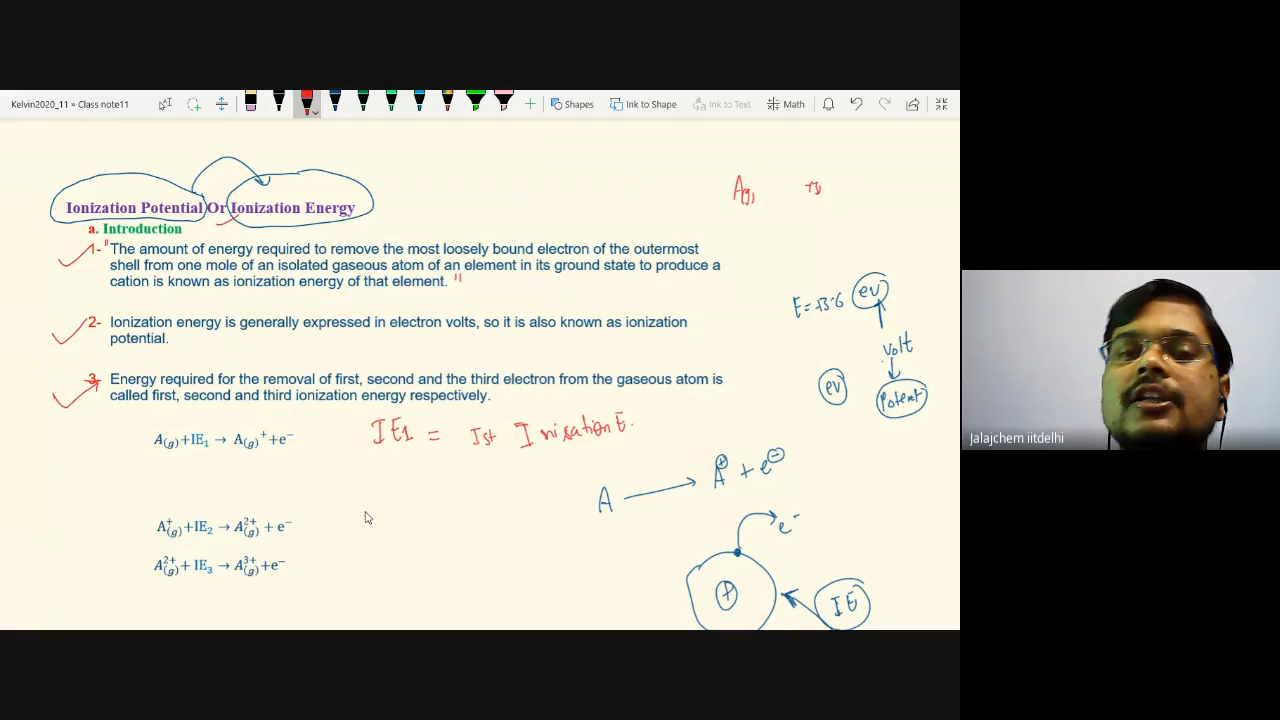 Kelvin2020_11 » Class note11
Shapes Ink to Shape Ink to Text Math
Ionization Potential Or Ionization Energy
a. Introduction
1- "The amount of energy required to remove the most loosely bound electron of the outermost
shell from one mole of an isolated gaseous atom of an element in its ground state to produce a
cation is known as ionization energy of that element. "
2- Ionization energy is generally expressed in electron volts, so it is also known as ionization
potential.
3- Energy required for the removal of first, second and the third electron from the gaseous atom is
called first, second and third ionization energy respectively.
A(g)+IE₁ → A(g)⁺+e⁻
IE1 = Ist Inisation E.
A⁺(g)+IE₂ → A²⁺(g) + e⁻
A²⁺(g)+ IE₃ → A³⁺(g)+e⁻
A(g)
ev
volt
ev
Potent
A → A⊕ + e⊖
e⁻
+
IE
Jalajchem iitdelhi